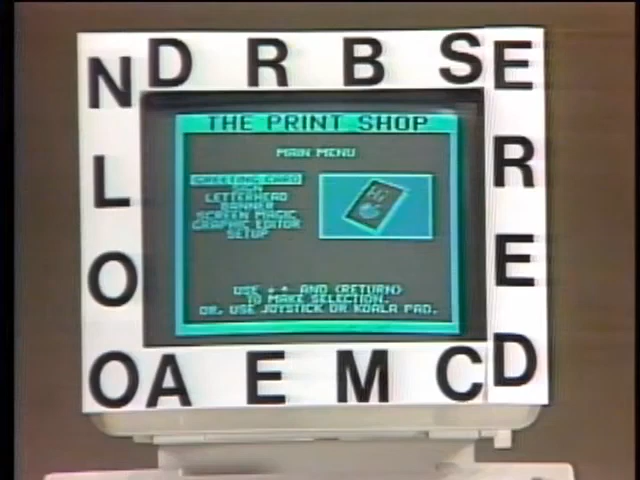 N D R B S E
THE PRINT SHOP
MAIN MENU
GREETING CARD
SIGN
LETTERHEAD
BANNER
SCREEN MAGIC
GRAPHIC EDITOR
SETUP
USE ← → AND <RETURN>
TO MAKE SELECTION.
OR, USE JOYSTICK OR KOALA PAD.
L
R
O
E
O A E M C D